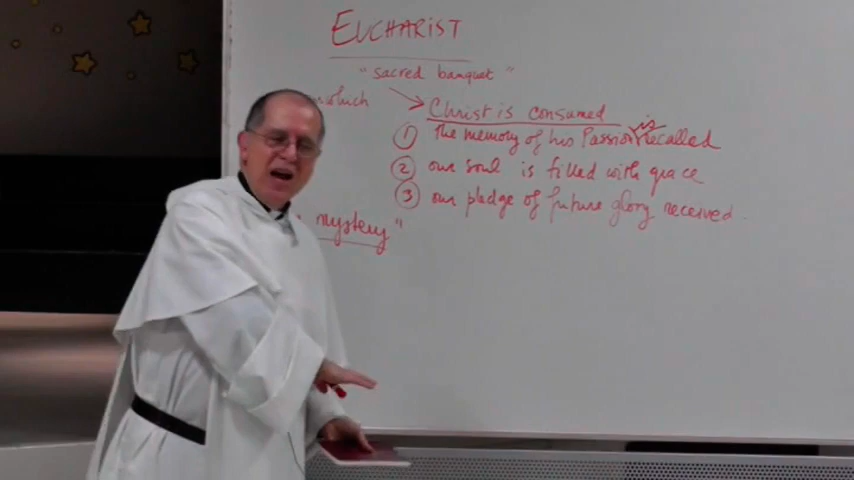 EUCHARIST
"sacred banquet"
which
Christ is consumed
① the memory of his Passion is recalled
② our soul is filled with grace
③ our pledge of future glory received
"mystery"